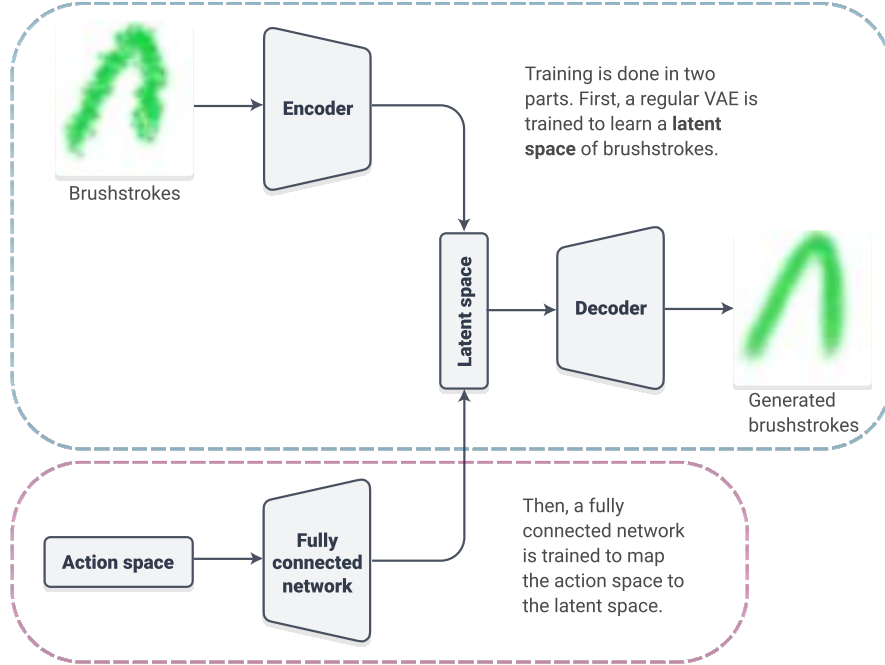 Brushstrokes
Encoder
Training is done in two
parts. First, a regular VAE is
trained to learn a latent
space of brushstrokes.
Latent space
Decoder
Generated
brushstrokes
Action space
Fully
connected
network
Then, a fully
connected network
is trained to map
the action space to
the latent space.